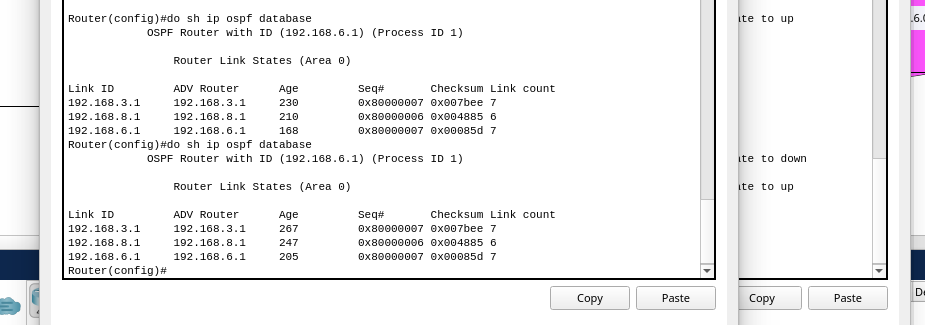 Router(config)#do sh ip ospf database
OSPF Router with ID (192.168.6.1) (Process ID 1)
Router Link States (Area 0)
Link ID ADV Router Age Seq# Checksum Link count
192.168.3.1 192.168.3.1 230 0x80000007 0x007bee 7
192.168.8.1 192.168.8.1 210 0x80000006 0x004885 6
192.168.6.1 192.168.6.1 168 0x80000007 0x00085d 7
Router(config)#do sh ip ospf database
OSPF Router with ID (192.168.6.1) (Process ID 1)
Router Link States (Area 0)
Link ID ADV Router Age Seq# Checksum Link count
192.168.3.1 192.168.3.1 267 0x80000007 0x007bee 7
192.168.8.1 192.168.8.1 247 0x80000006 0x004885 6
192.168.6.1 192.168.6.1 205 0x80000007 0x00085d 7
Router(config)#
Copy Paste
to up
to down
to up
Copy Paste